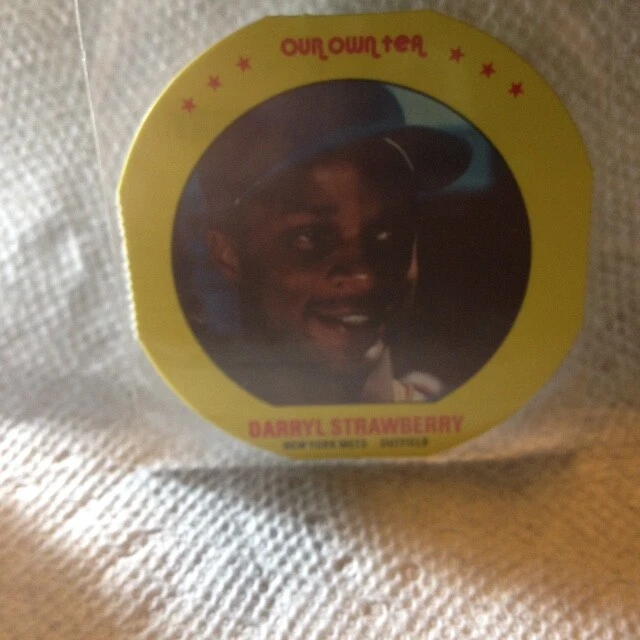 OUR OWN TEA
DARRYL STRAWBERRY
NEW YORK METS OUTFIELD